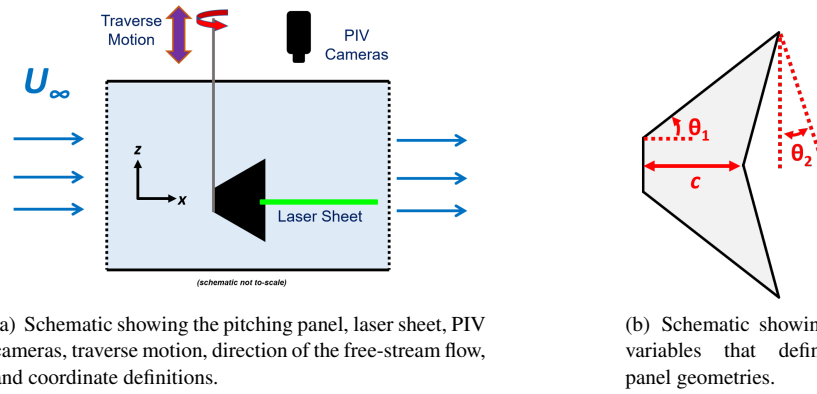 Traverse
Motion
PIV
Cameras
U∞
z
x
Laser Sheet
(schematic not to-scale)
θ1
c
θ2
a) Schematic showing the pitching panel, laser sheet, PIV
cameras, traverse motion, direction of the free-stream flow,
and coordinate definitions.
(b) Schematic showin
variables that defin
panel geometries.